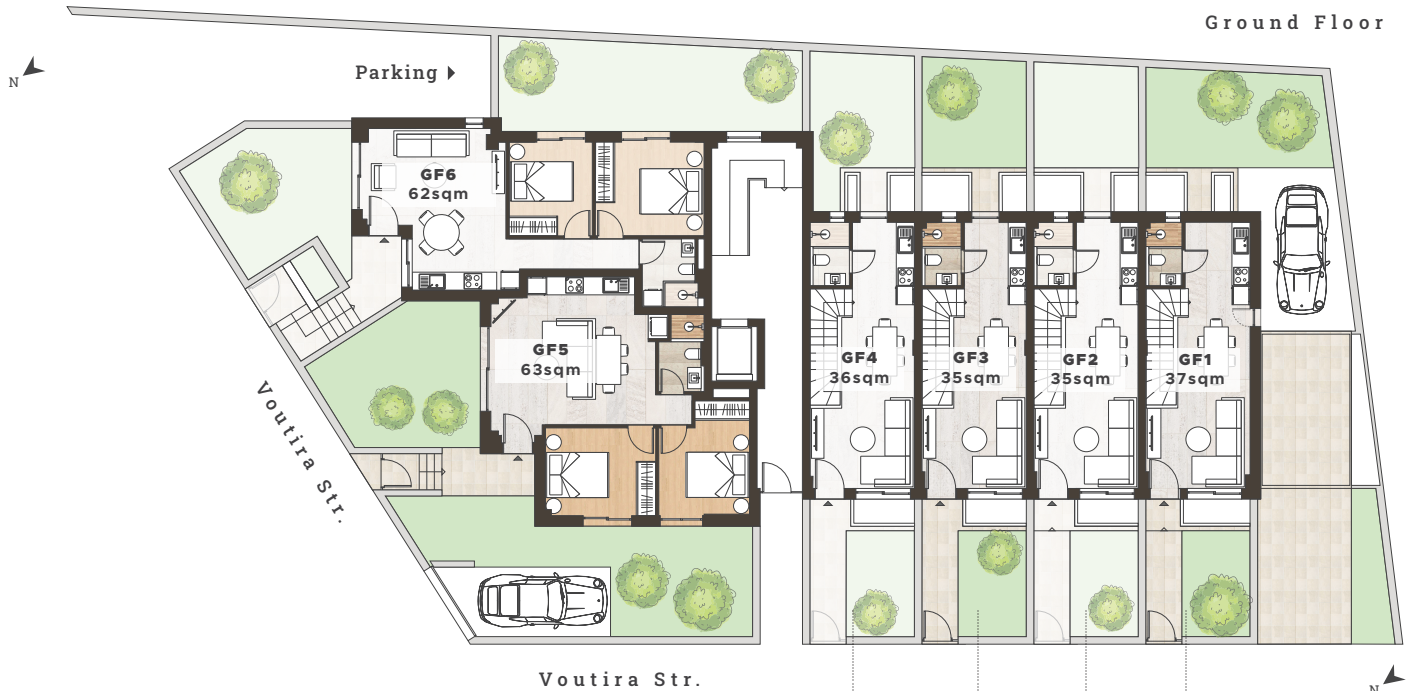 Ground Floor
N
Parking
GF6
62sqm
GF5
63sqm
GF4
36sqm
GF3
35sqm
GF2
35sqm
GF1
37sqm
Voutira Str.
Voutira Str.
N